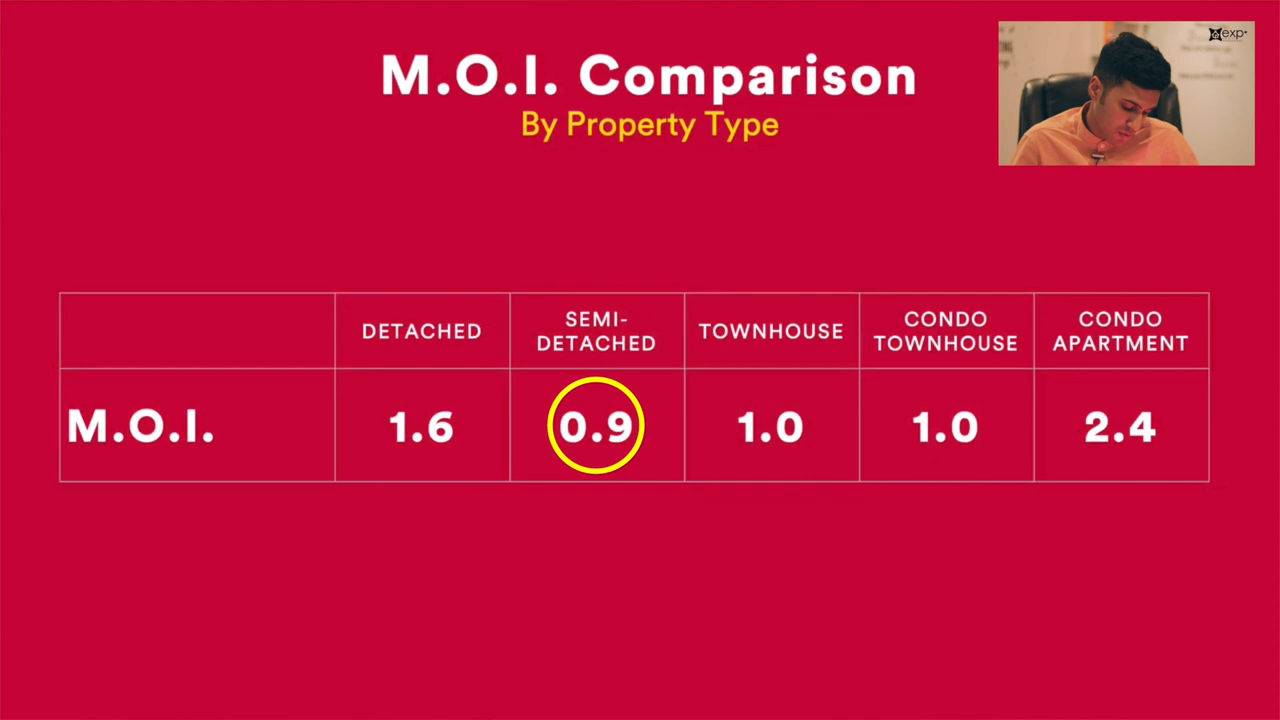 M.O.I. Comparison
By Property Type
exp
DETACHED
SEMI-
DETACHED
TOWNHOUSE
CONDO
TOWNHOUSE
CONDO
APARTMENT
M.O.I.
1.6
0.9
1.0
1.0
2.4